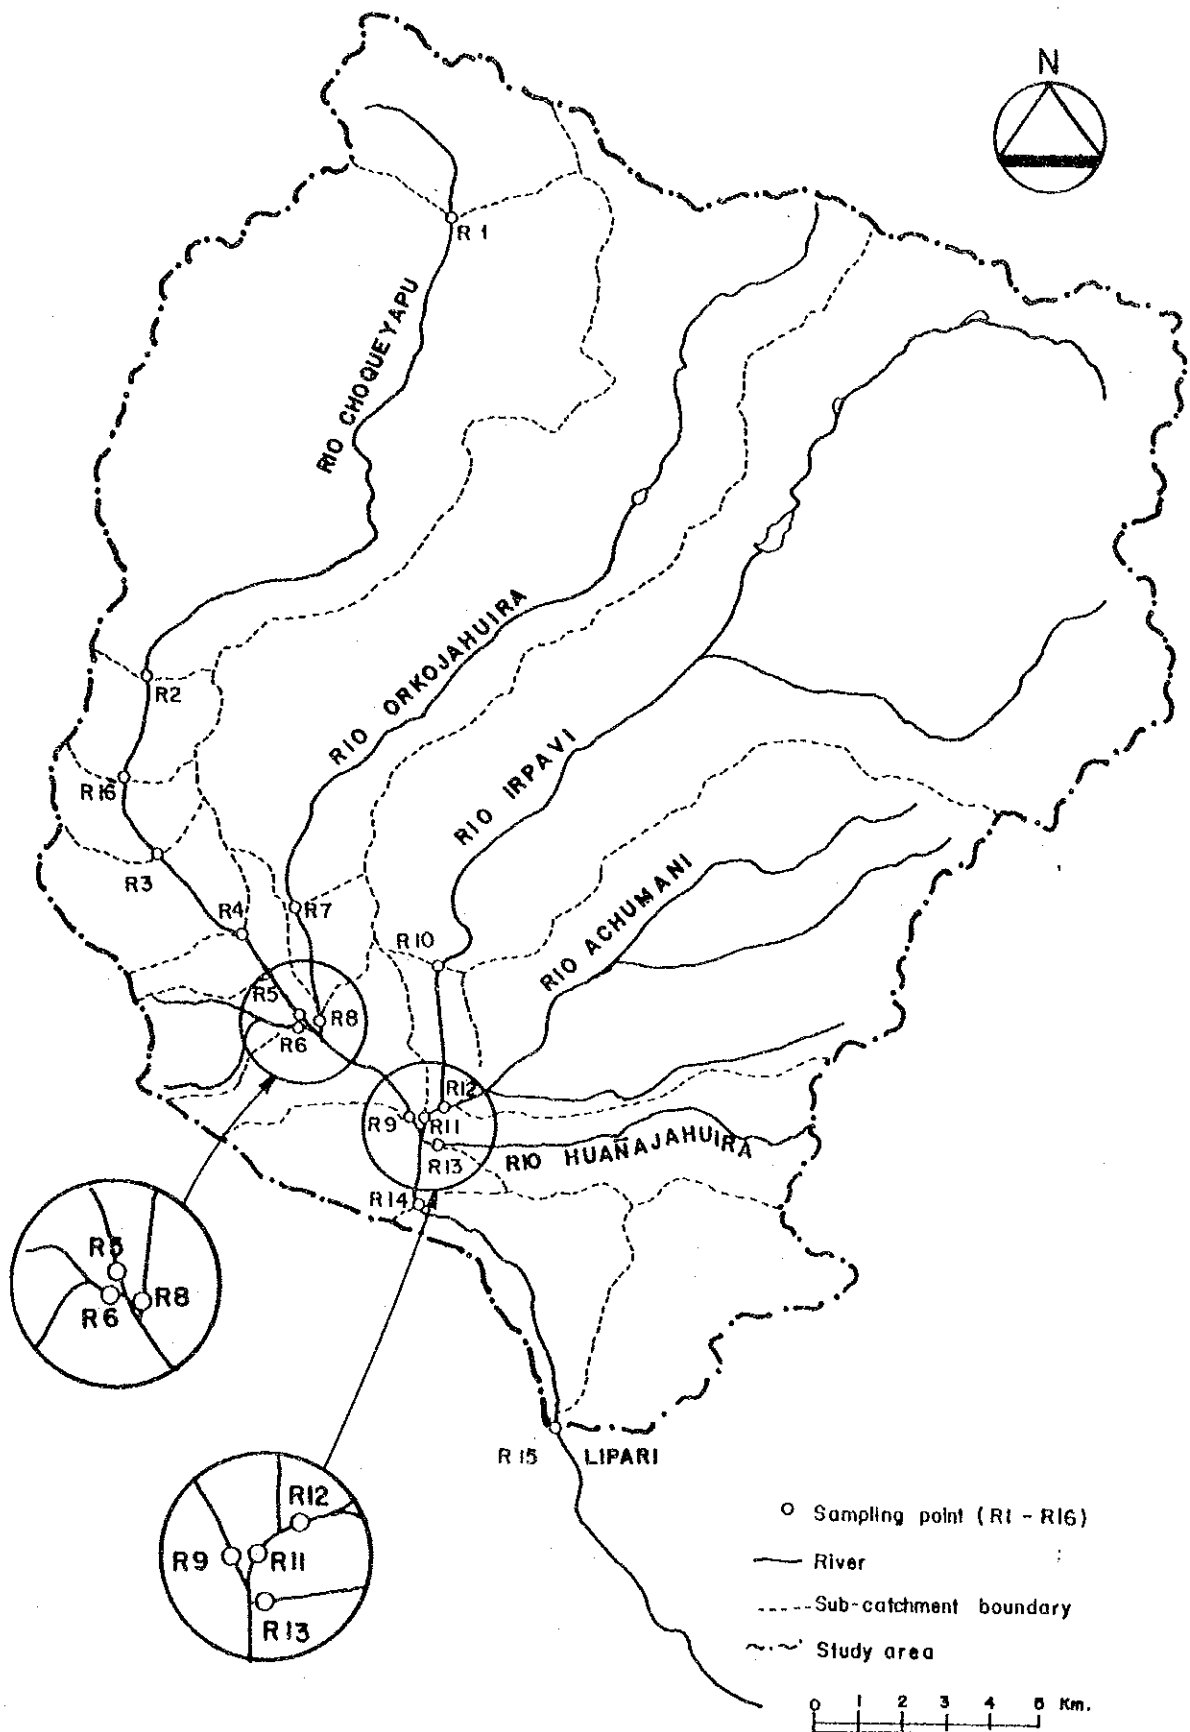 N
R 1
RIO CHOQUEYAPU
RIO ORKOJAHUIRA
R2
RIO IRPAVI
R16
R3
RIO ACHUMANI
R4
R7
R10
R5
R8
R6
R12
R9
R11
R13
RIO HUAÑAJAHUIRA
R14
R5
R8
R6
R15
LIPARI
R12
R9
R11
R13
Sampling point (R1 - R16)
River
Sub-catchment boundary
Study area
0 1 2 3 4 5 Km.